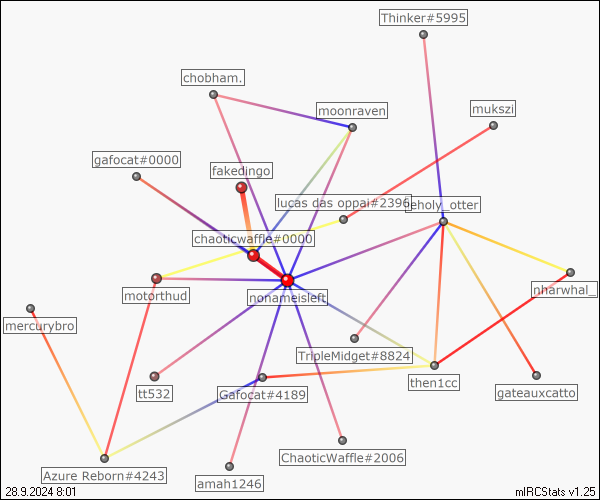 Thinker#5995
chobham.
moonraven
mukszi
gafocat#0000
fakedingo
lucas das oppai#2396
eholy_otter
chaoticwaffle#0000
motorthud
nonameisleft
nharwhal_
mercurybro
TripleMidget#8824
then1cc
tt532
Gafocat#4189
gateauxcatto
ChaoticWaffle#2006
Azure Reborn#4243
amah1246
28.9.2024 8:01
mIRCStats v1.25